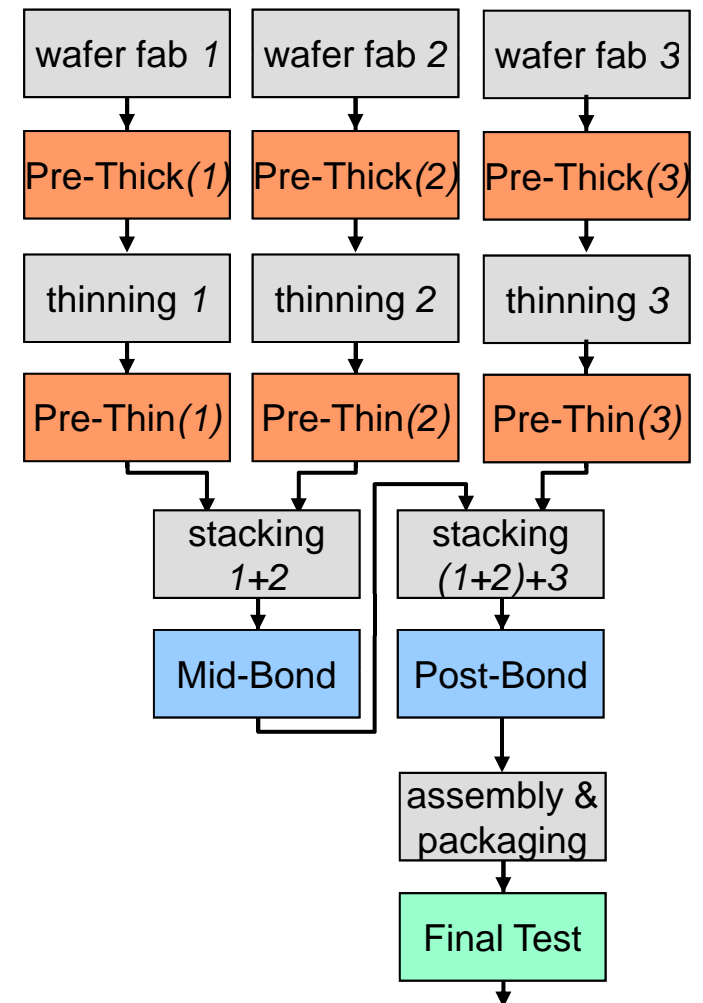 wafer fab 1
wafer fab 2
wafer fab 3
Pre-Thick(1)
Pre-Thick(2)
Pre-Thick(3)
thinning 1
thinning 2
thinning 3
Pre-Thin(1)
Pre-Thin(2)
Pre-Thin(3)
stacking
1+2
stacking
(1+2)+3
Mid-Bond
Post-Bond
assembly &
packaging
Final Test